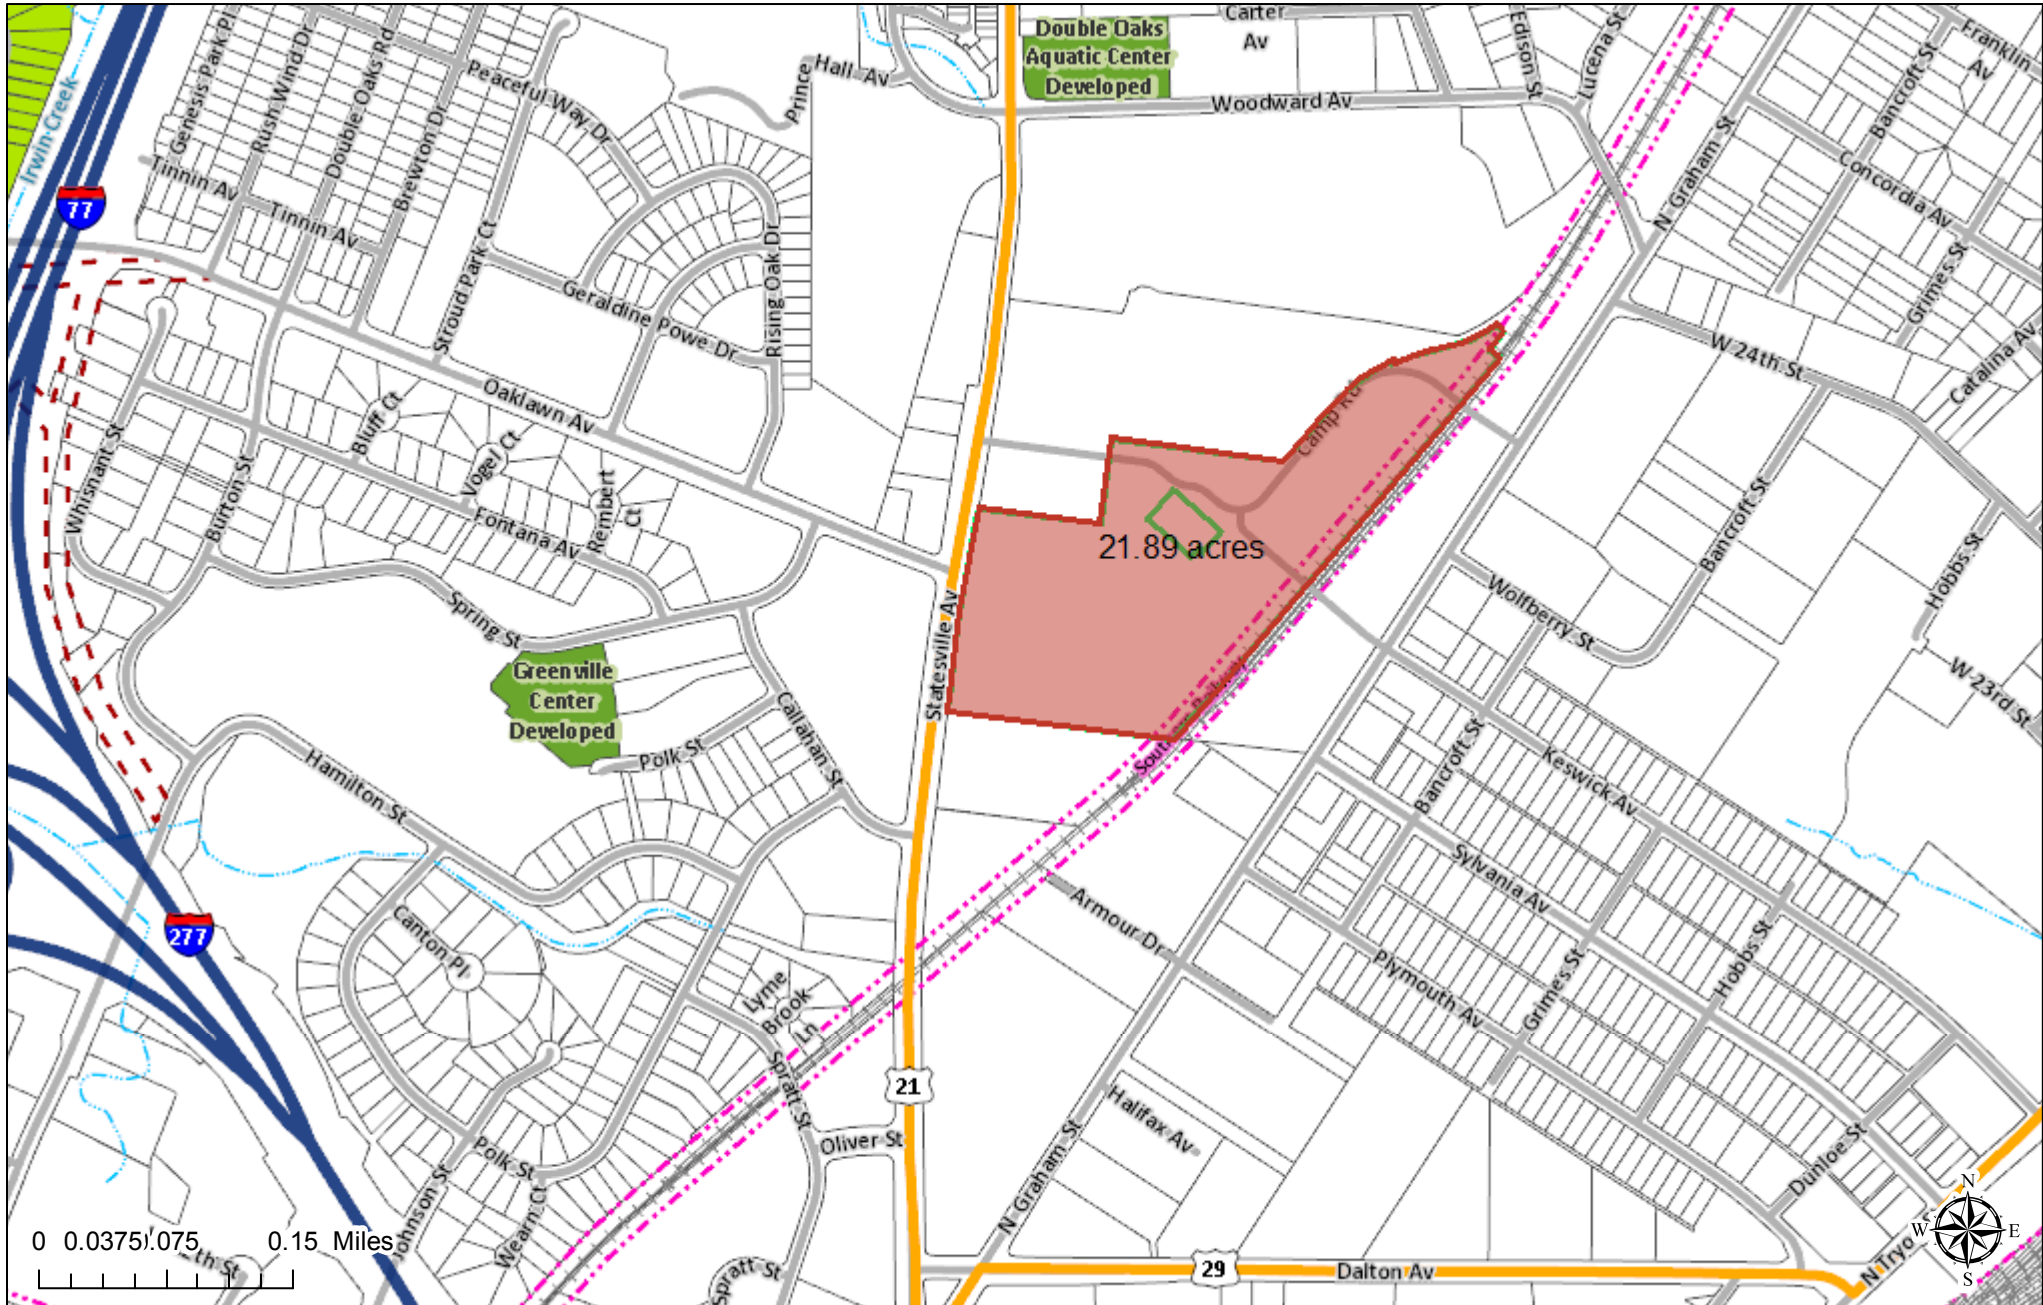 Double Oaks
Aquatic Center
Developed
Carter
Av
Edison St
Lucena St
Franklin
Av
Genesis Park Pl
Rush Wind Dr
Double Oaks Rd
Brewton Dr
Peaceful Way Dr
Prince
Hall Av
Woodward Av
Bancroft St
N Graham St
Concordia Av
Grimes St
Irwin Creek
77
Tinnin Av
Tinnin Av
Stroud Park Ct
Geraldine Powe Dr
Rising Oak Dr
W 24th St
Catalina Av
Oaklawn Av
Bluff Ct
Vogel Ct
Rembert
Ct
Camp Rd
Whisnant St
Burton St
Fontana Av
21.89 acres
Bancroft St
Hobbs St
Wolfberry St
W 23rd St
Spring St
Statesville Av
Greenville
Center
Developed
Callahan St
Polk St
Bancroft St
Keswick Av
Hamilton St
Sylvania Av
Armour Dr
Hobbs St
277
Canton Pl
Lyme
Brook
Ln
Plymouth Av
Grimes St
Spratt St
21
Oliver St
Halifax Av
Polk St
Dunloe St
N Graham St
Johnson St
Wearn Ct
N
W
E
S
0 0.0375 0.075 0.15 Miles
Spratt St
29
Dalton Av